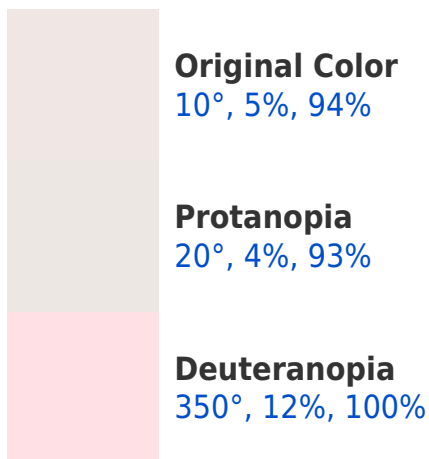 Original Color
10°, 5%, 94%
Protanopia
20°, 4%, 93%
Deuteranopia
350°, 12%, 100%